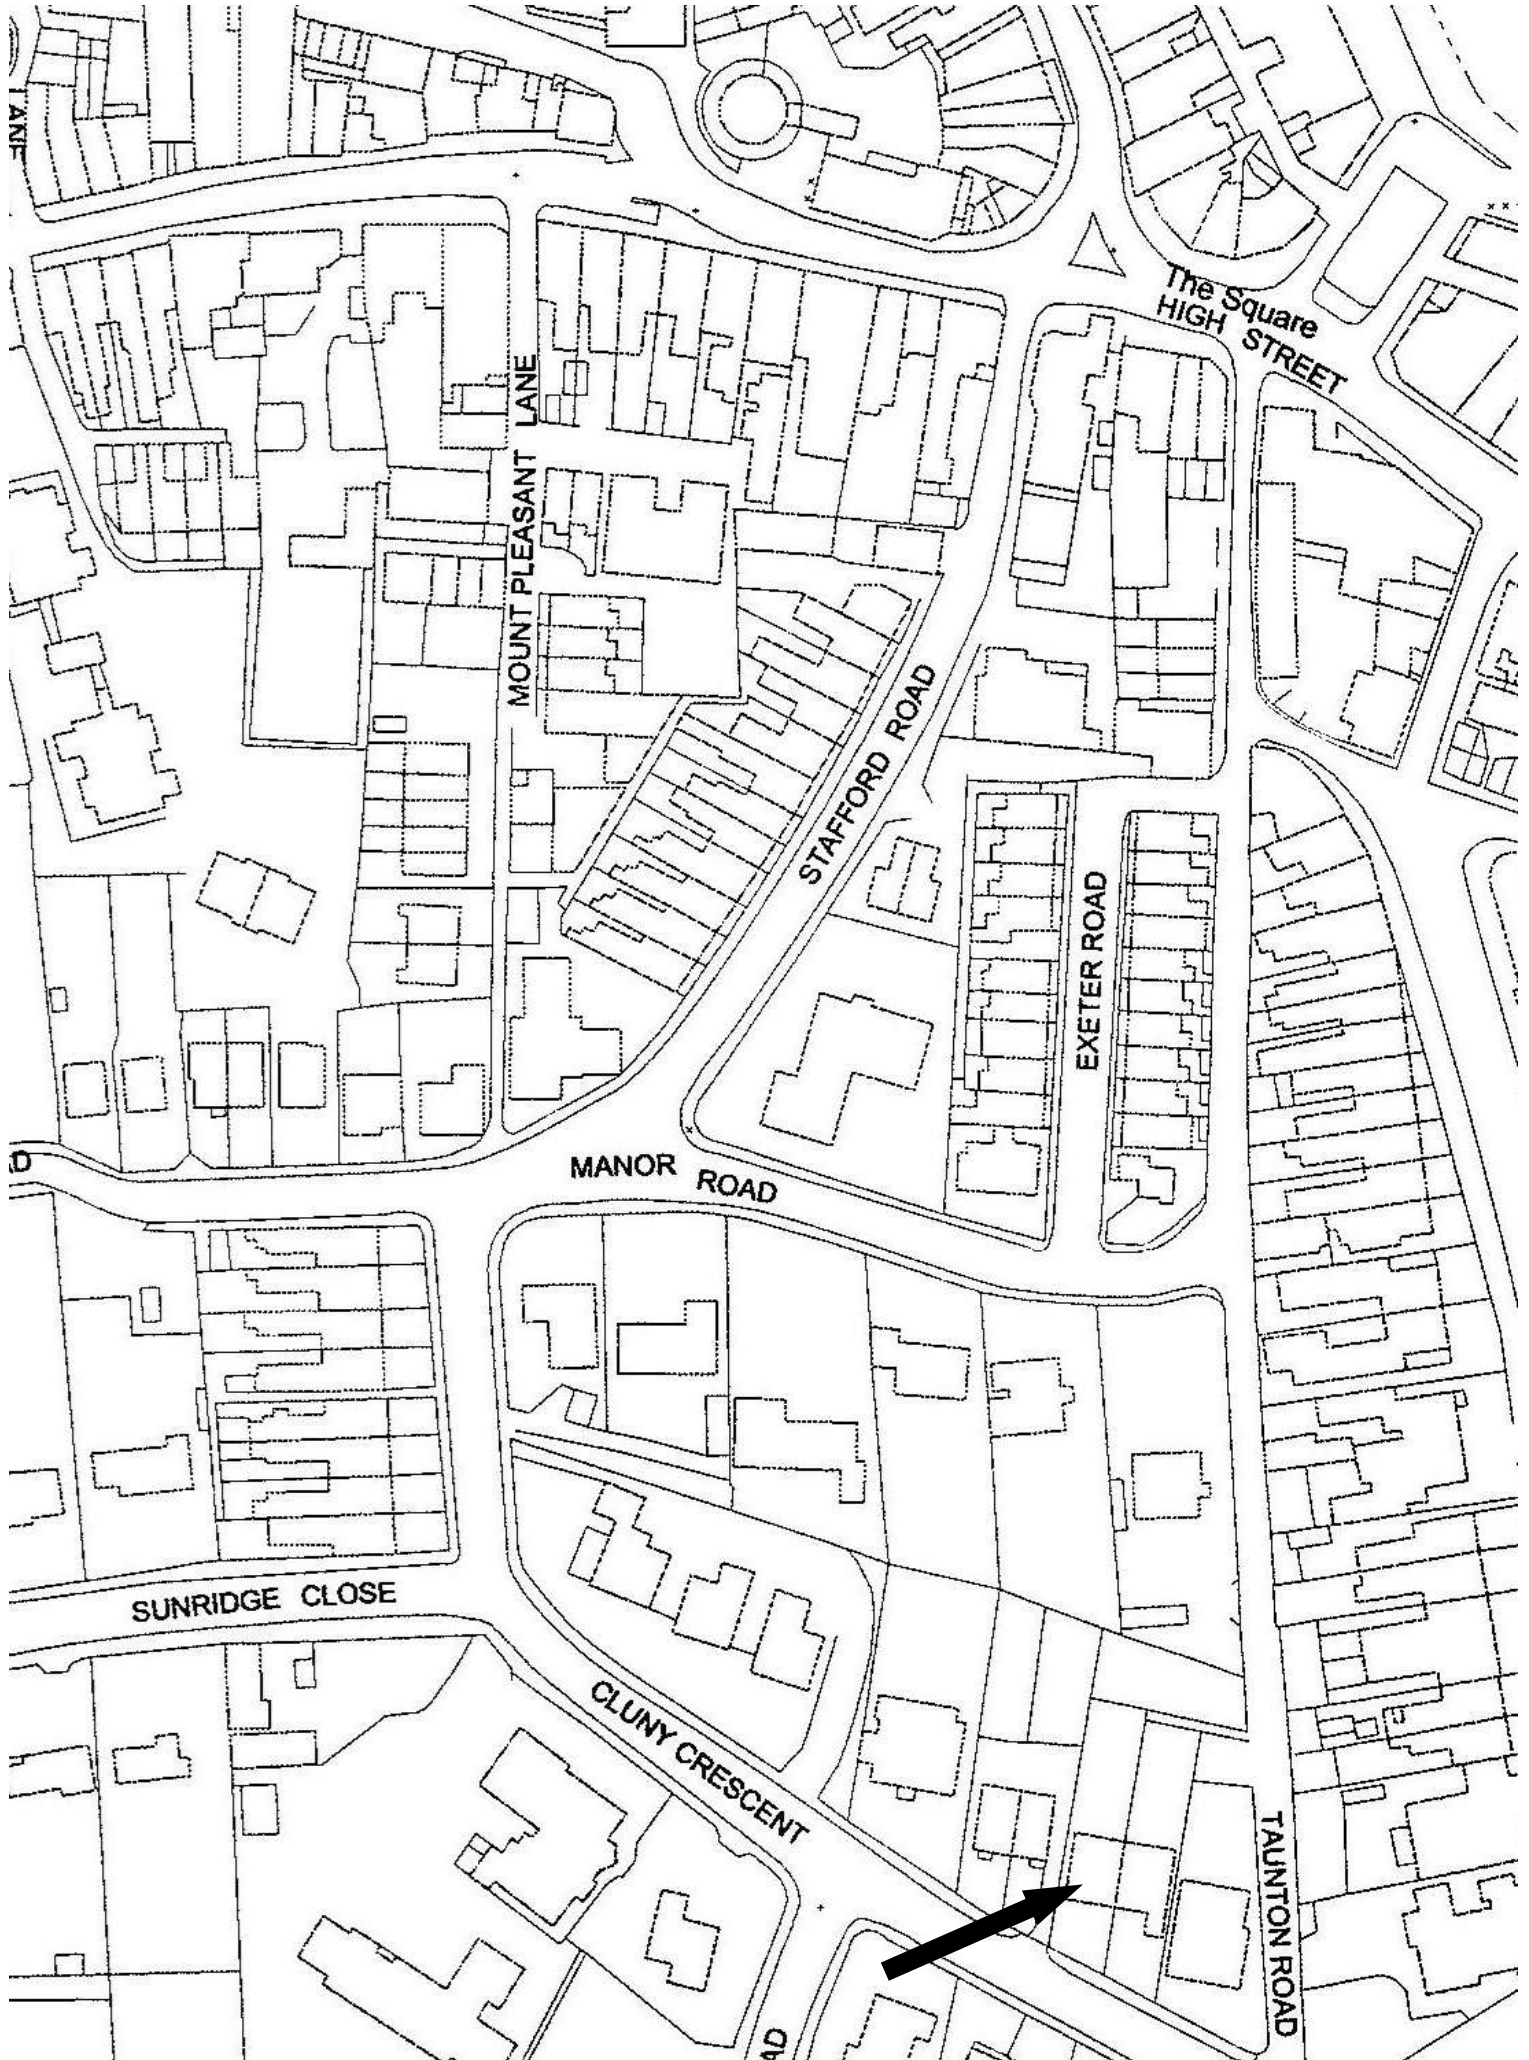 LANE
The Square
HIGH STREET
MOUNT PLEASANT LANE
STAFFORD ROAD
EXETER ROAD
MANOR ROAD
SUNRIDGE CLOSE
CLUNY CRESCENT
TAUNTON ROAD